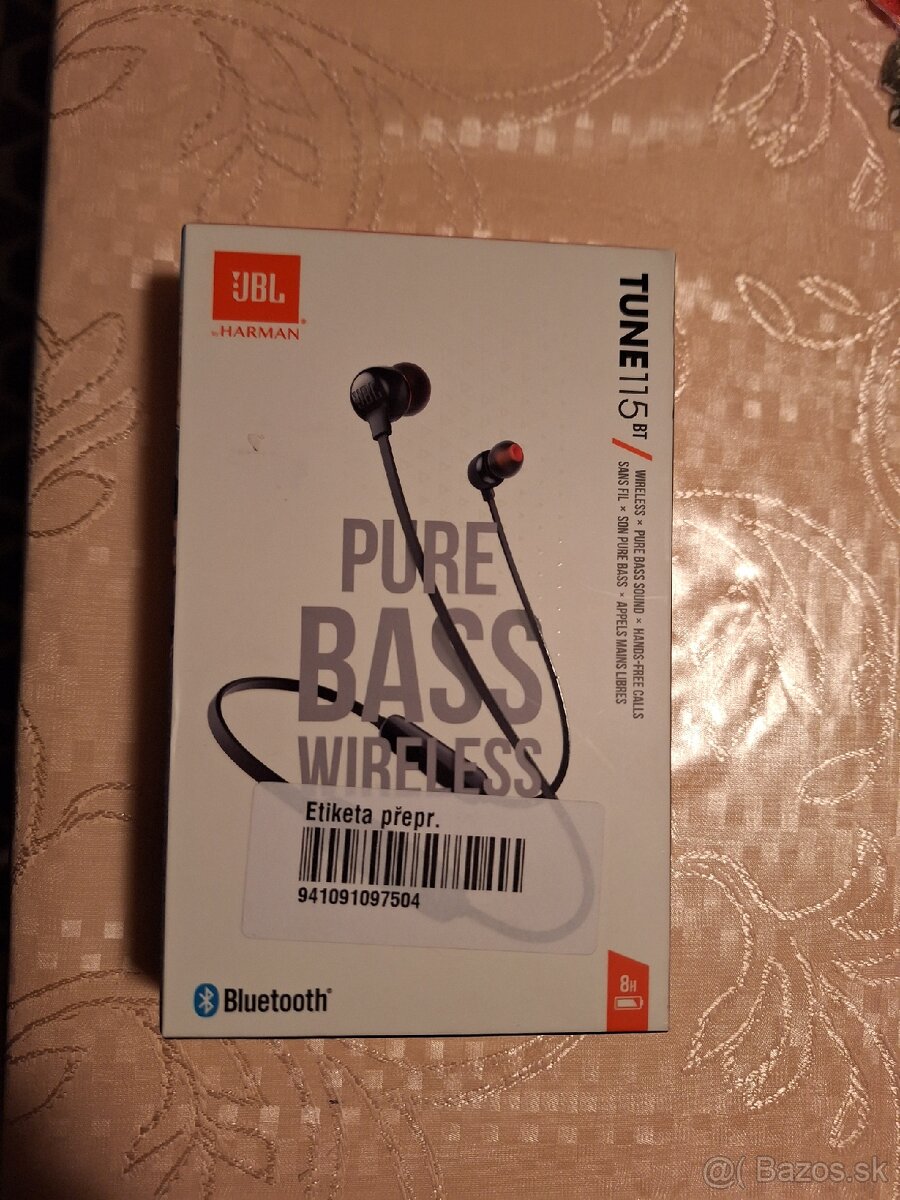 JBL
by HARMAN
TUNE115BT
WIRELESS × PURE BASS SOUND × HANDS-FREE CALLS
SANS FIL × SON PURE BASS × APPELS MAINS LIBRES
JBL
PURE
BASS
WIRELESS
Etiketa přepr.
941091097504
Bluetooth®
8H
@( Bazos.sk